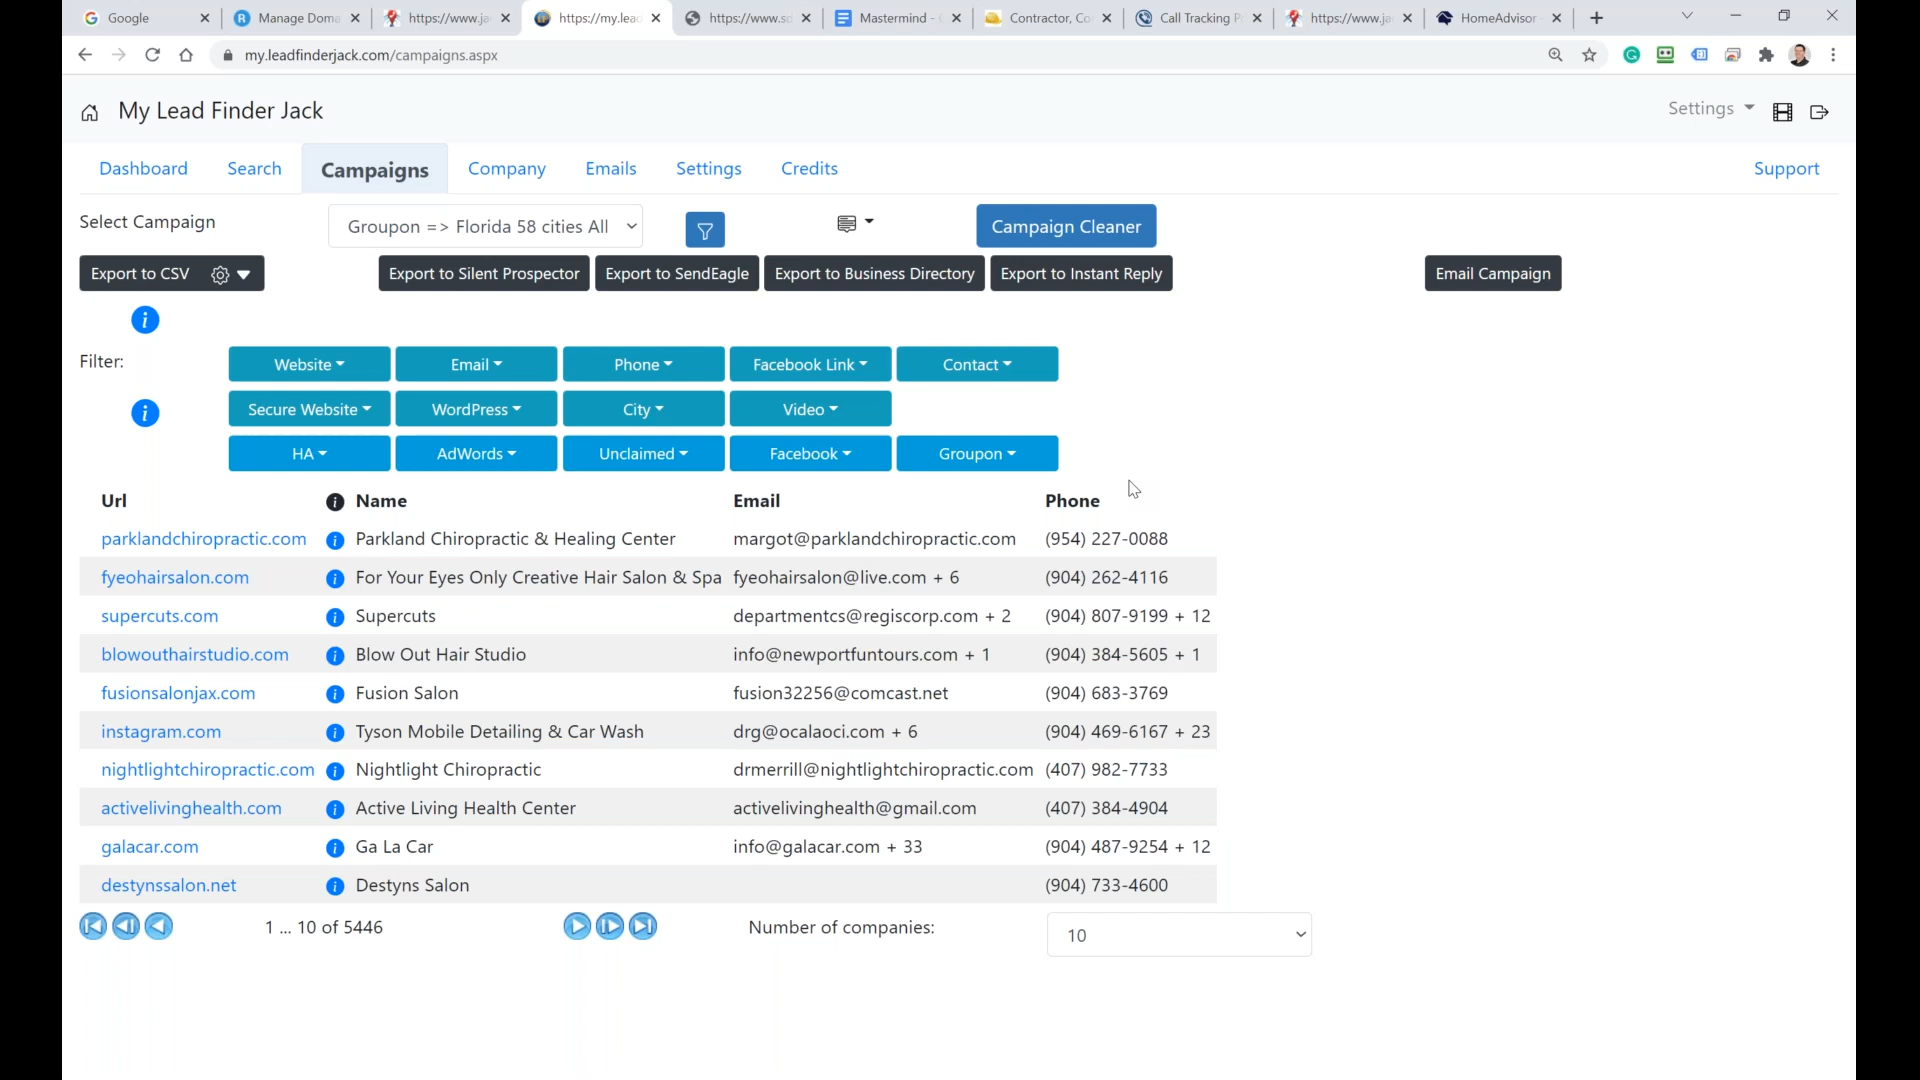 Google
Manage Doma
https://www.ja
https://my.lead
https://www.so
Mastermind -
Contractor, Co
Call Tracking P
https://www.ja
HomeAdvisor
my.leadfinderjack.com/campaigns.aspx
My Lead Finder Jack
Settings
Dashboard Search Campaigns Company Emails Settings Credits Support
Select Campaign
Groupon => Florida 58 cities All
Campaign Cleaner
Export to CSV
Export to Silent Prospector
Export to SendEagle
Export to Business Directory
Export to Instant Reply
Email Campaign
Filter:
Website Email Phone Facebook Link Contact
Secure Website WordPress City Video
HA AdWords Unclaimed Facebook Groupon
Url Name Email Phone
parklandchiropractic.com Parkland Chiropractic & Healing Center margot@parklandchiropractic.com (954) 227-0088
fyeohairsalon.com For Your Eyes Only Creative Hair Salon & Spa fyeohairsalon@live.com + 6 (904) 262-4116
supercuts.com Supercuts departmentcs@regiscorp.com + 2 (904) 807-9199 + 12
blowouthairstudio.com Blow Out Hair Studio info@newportfuntours.com + 1 (904) 384-5605 + 1
fusionsalonjax.com Fusion Salon fusion32256@comcast.net (904) 683-3769
instagram.com Tyson Mobile Detailing & Car Wash drg@ocalaoci.com + 6 (904) 469-6167 + 23
nightlightchiropractic.com Nightlight Chiropractic drmerrill@nightlightchiropractic.com (407) 982-7733
activelivinghealth.com Active Living Health Center activelivinghealth@gmail.com (407) 384-4904
galacar.com Ga La Car info@galacar.com + 33 (904) 487-9254 + 12
destynssalon.net Destyns Salon (904) 733-4600
1 ... 10 of 5446
Number of companies:
10